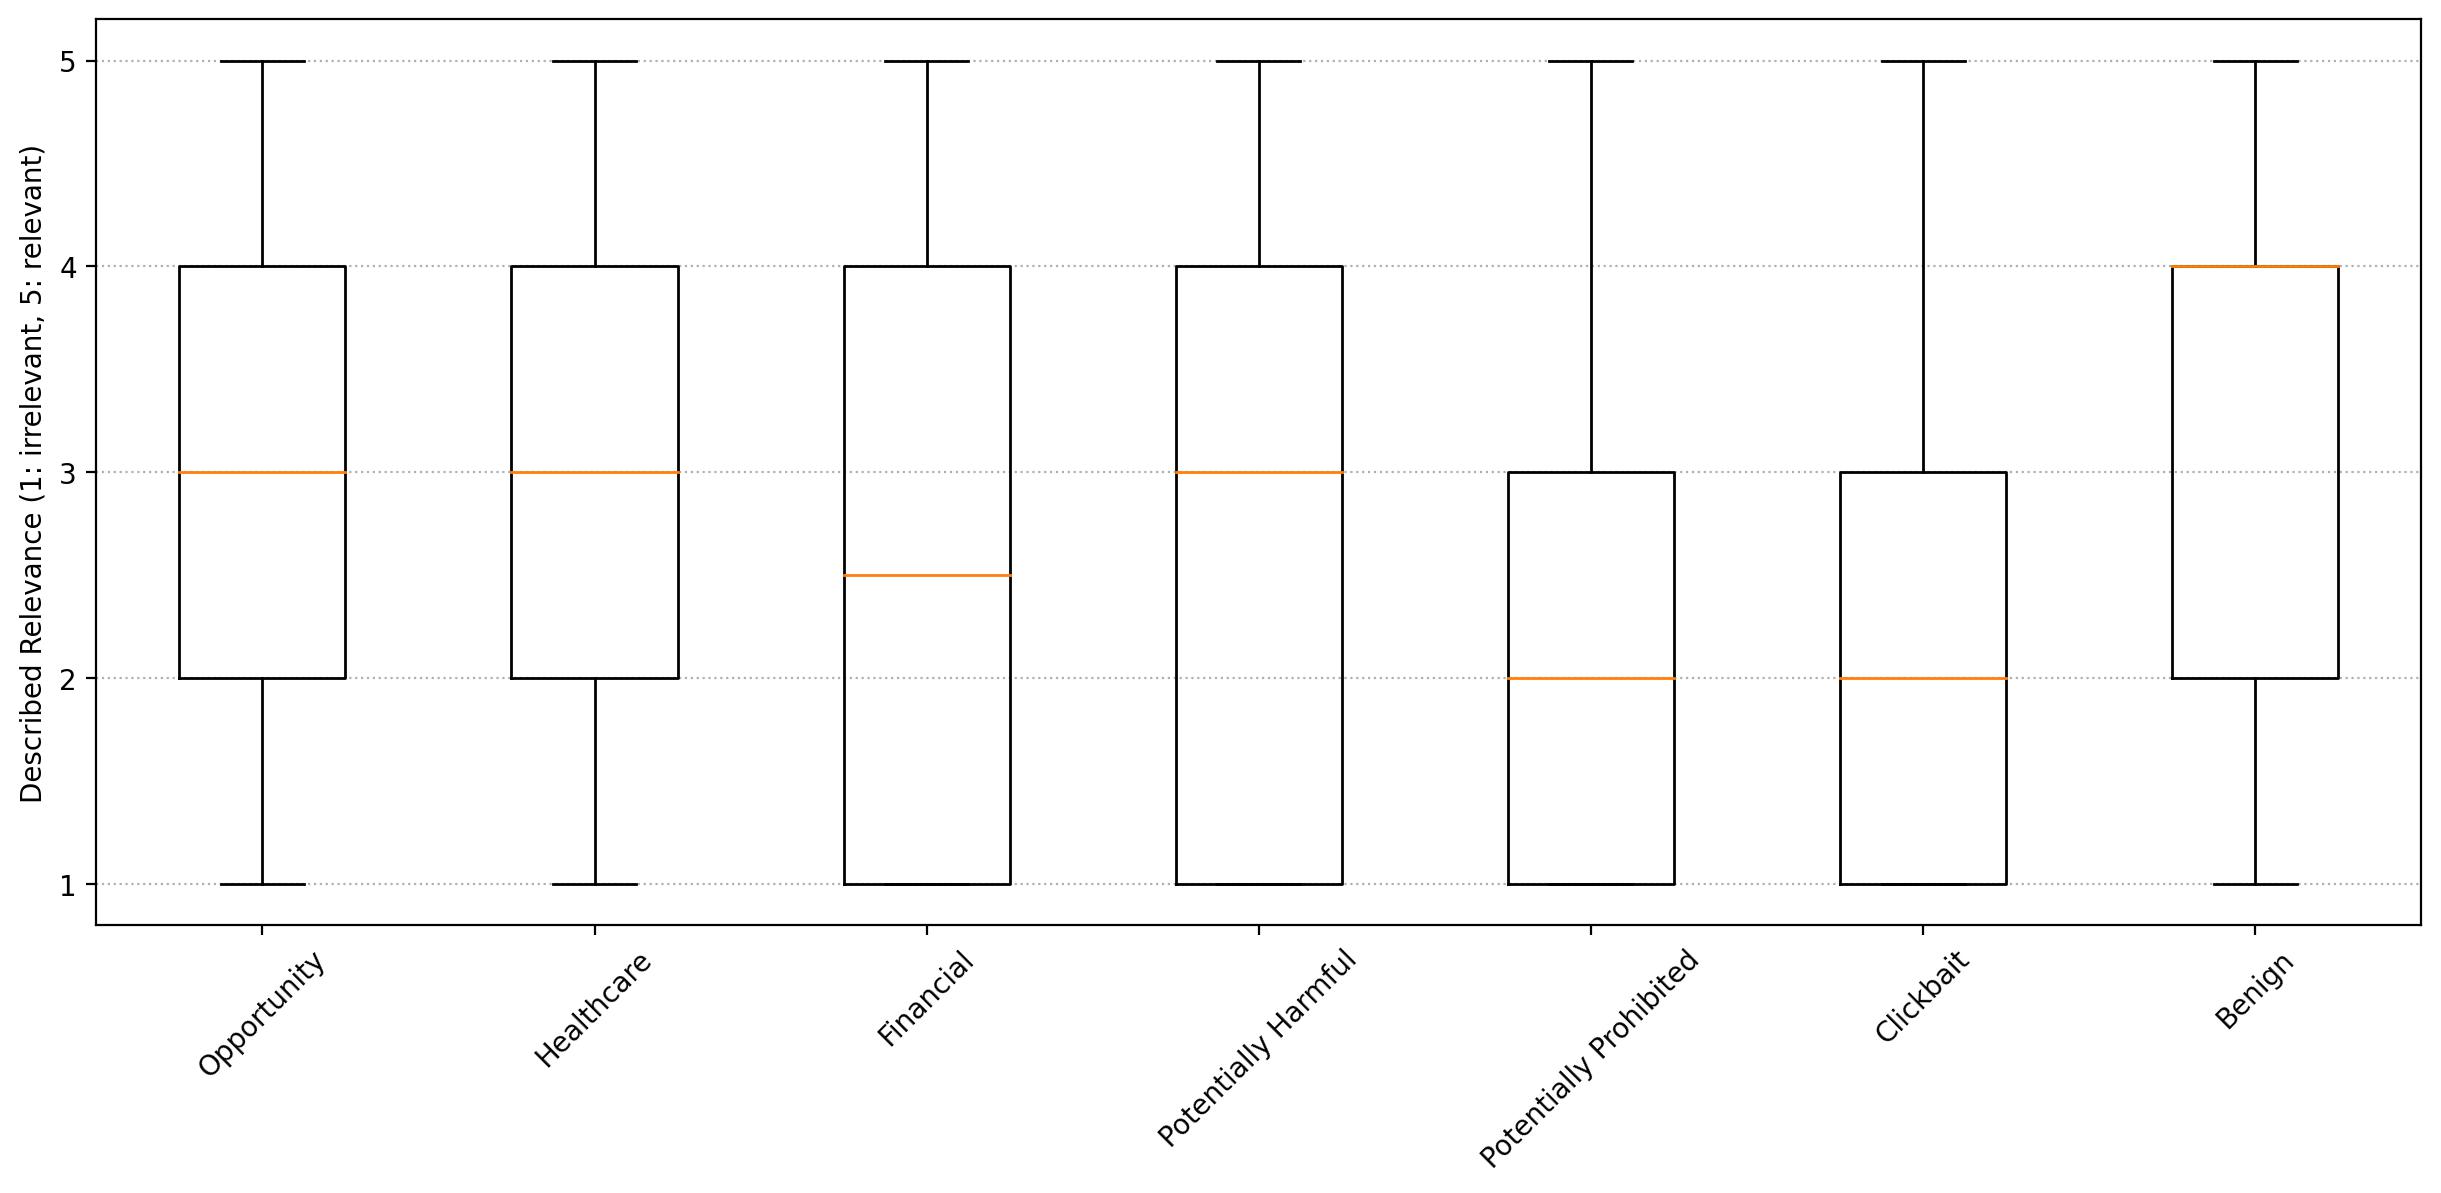 Described Relevance (1: irrelevant, 5: relevant)
5
4
3
2
1
Opportunity
Healthcare
Financial
Potentially Harmful
Potentially Prohibited
Clickbait
Benign